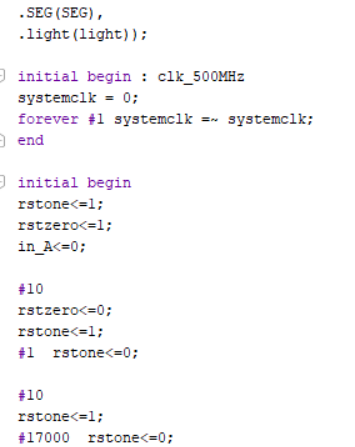 .SEG(SEG),
.light(light));
initial begin : clk_500MHz
systemclk = 0;
forever #1 systemclk =~ systemclk;
end
initial begin
rstone<=1;
rstzero<=1;
in_A<=0;
#10
rstzero<=0;
rstone<=1;
#1 rstone<=0;
#10
rstone<=1;
#17000 rstone<=0;